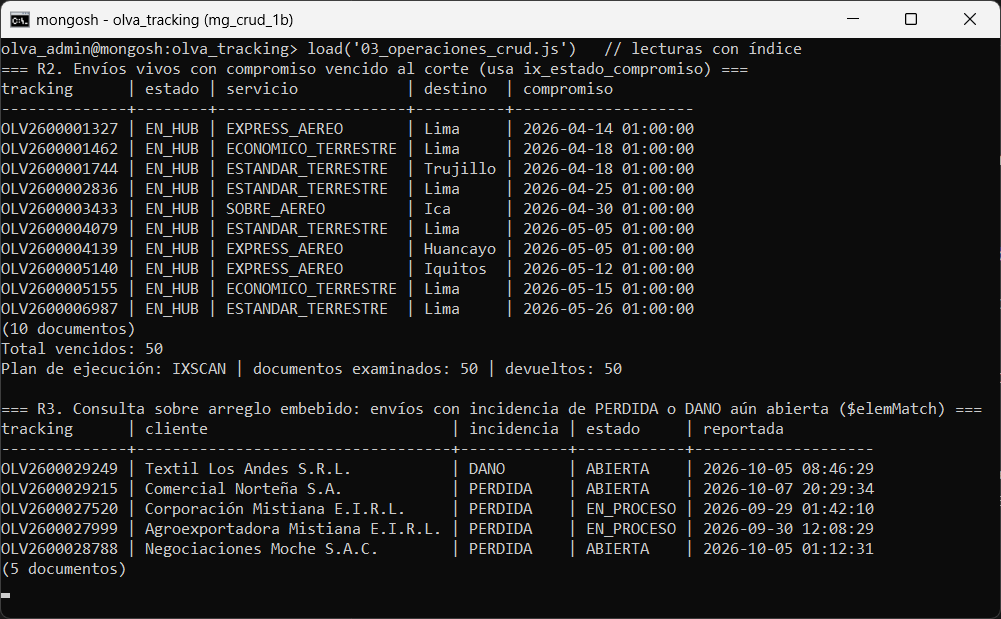 mongosh - olva_tracking (mg_crud_1b)
olva_admin@mongosh:olva_tracking> load('03_operaciones_crud.js')   // lecturas con índice
=== R2. Envíos vivos con compromiso vencido al corte (usa ix_estado_compromiso) ===
tracking      | estado | servicio            | destino  | compromiso
--------------+--------+---------------------+----------+--------------------
OLV2600001327 | EN_HUB | EXPRESS_AEREO       | Lima     | 2026-04-14 01:00:00
OLV2600001462 | EN_HUB | ECONOMICO_TERRESTRE | Lima     | 2026-04-18 01:00:00
OLV2600001744 | EN_HUB | ESTANDAR_TERRESTRE  | Trujillo | 2026-04-18 01:00:00
OLV2600002836 | EN_HUB | ESTANDAR_TERRESTRE  | Lima     | 2026-04-25 01:00:00
OLV2600003433 | EN_HUB | SOBRE_AEREO         | Ica      | 2026-04-30 01:00:00
OLV2600004079 | EN_HUB | ESTANDAR_TERRESTRE  | Lima     | 2026-05-05 01:00:00
OLV2600004139 | EN_HUB | EXPRESS_AEREO       | Huancayo | 2026-05-05 01:00:00
OLV2600005140 | EN_HUB | EXPRESS_AEREO       | Iquitos  | 2026-05-12 01:00:00
OLV2600005155 | EN_HUB | ECONOMICO_TERRESTRE | Lima     | 2026-05-15 01:00:00
OLV2600006987 | EN_HUB | ESTANDAR_TERRESTRE  | Lima     | 2026-05-26 01:00:00
(10 documentos)
Total vencidos: 50
Plan de ejecución: IXSCAN | documentos examinados: 50 | devueltos: 50
=== R3. Consulta sobre arreglo embebido: envíos con incidencia de PERDIDA o DANO aún abierta ($elemMatch) ===
tracking      | cliente                          | incidencia | estado     | reportada
--------------+----------------------------------+------------+------------+--------------------
OLV2600029249 | Textil Los Andes S.R.L.          | DANO       | ABIERTA    | 2026-10-05 08:46:29
OLV2600029215 | Comercial Norteña S.A.           | PERDIDA    | ABIERTA    | 2026-10-07 20:29:34
OLV2600027520 | Corporación Mistiana E.I.R.L.    | PERDIDA    | EN_PROCESO | 2026-09-29 01:42:10
OLV2600027999 | Agroexportadora Mistiana E.I.R.L. | PERDIDA    | EN_PROCESO | 2026-09-30 12:08:29
OLV2600028788 | Negociaciones Moche S.A.C.       | PERDIDA    | ABIERTA    | 2026-10-05 01:12:31
(5 documentos)